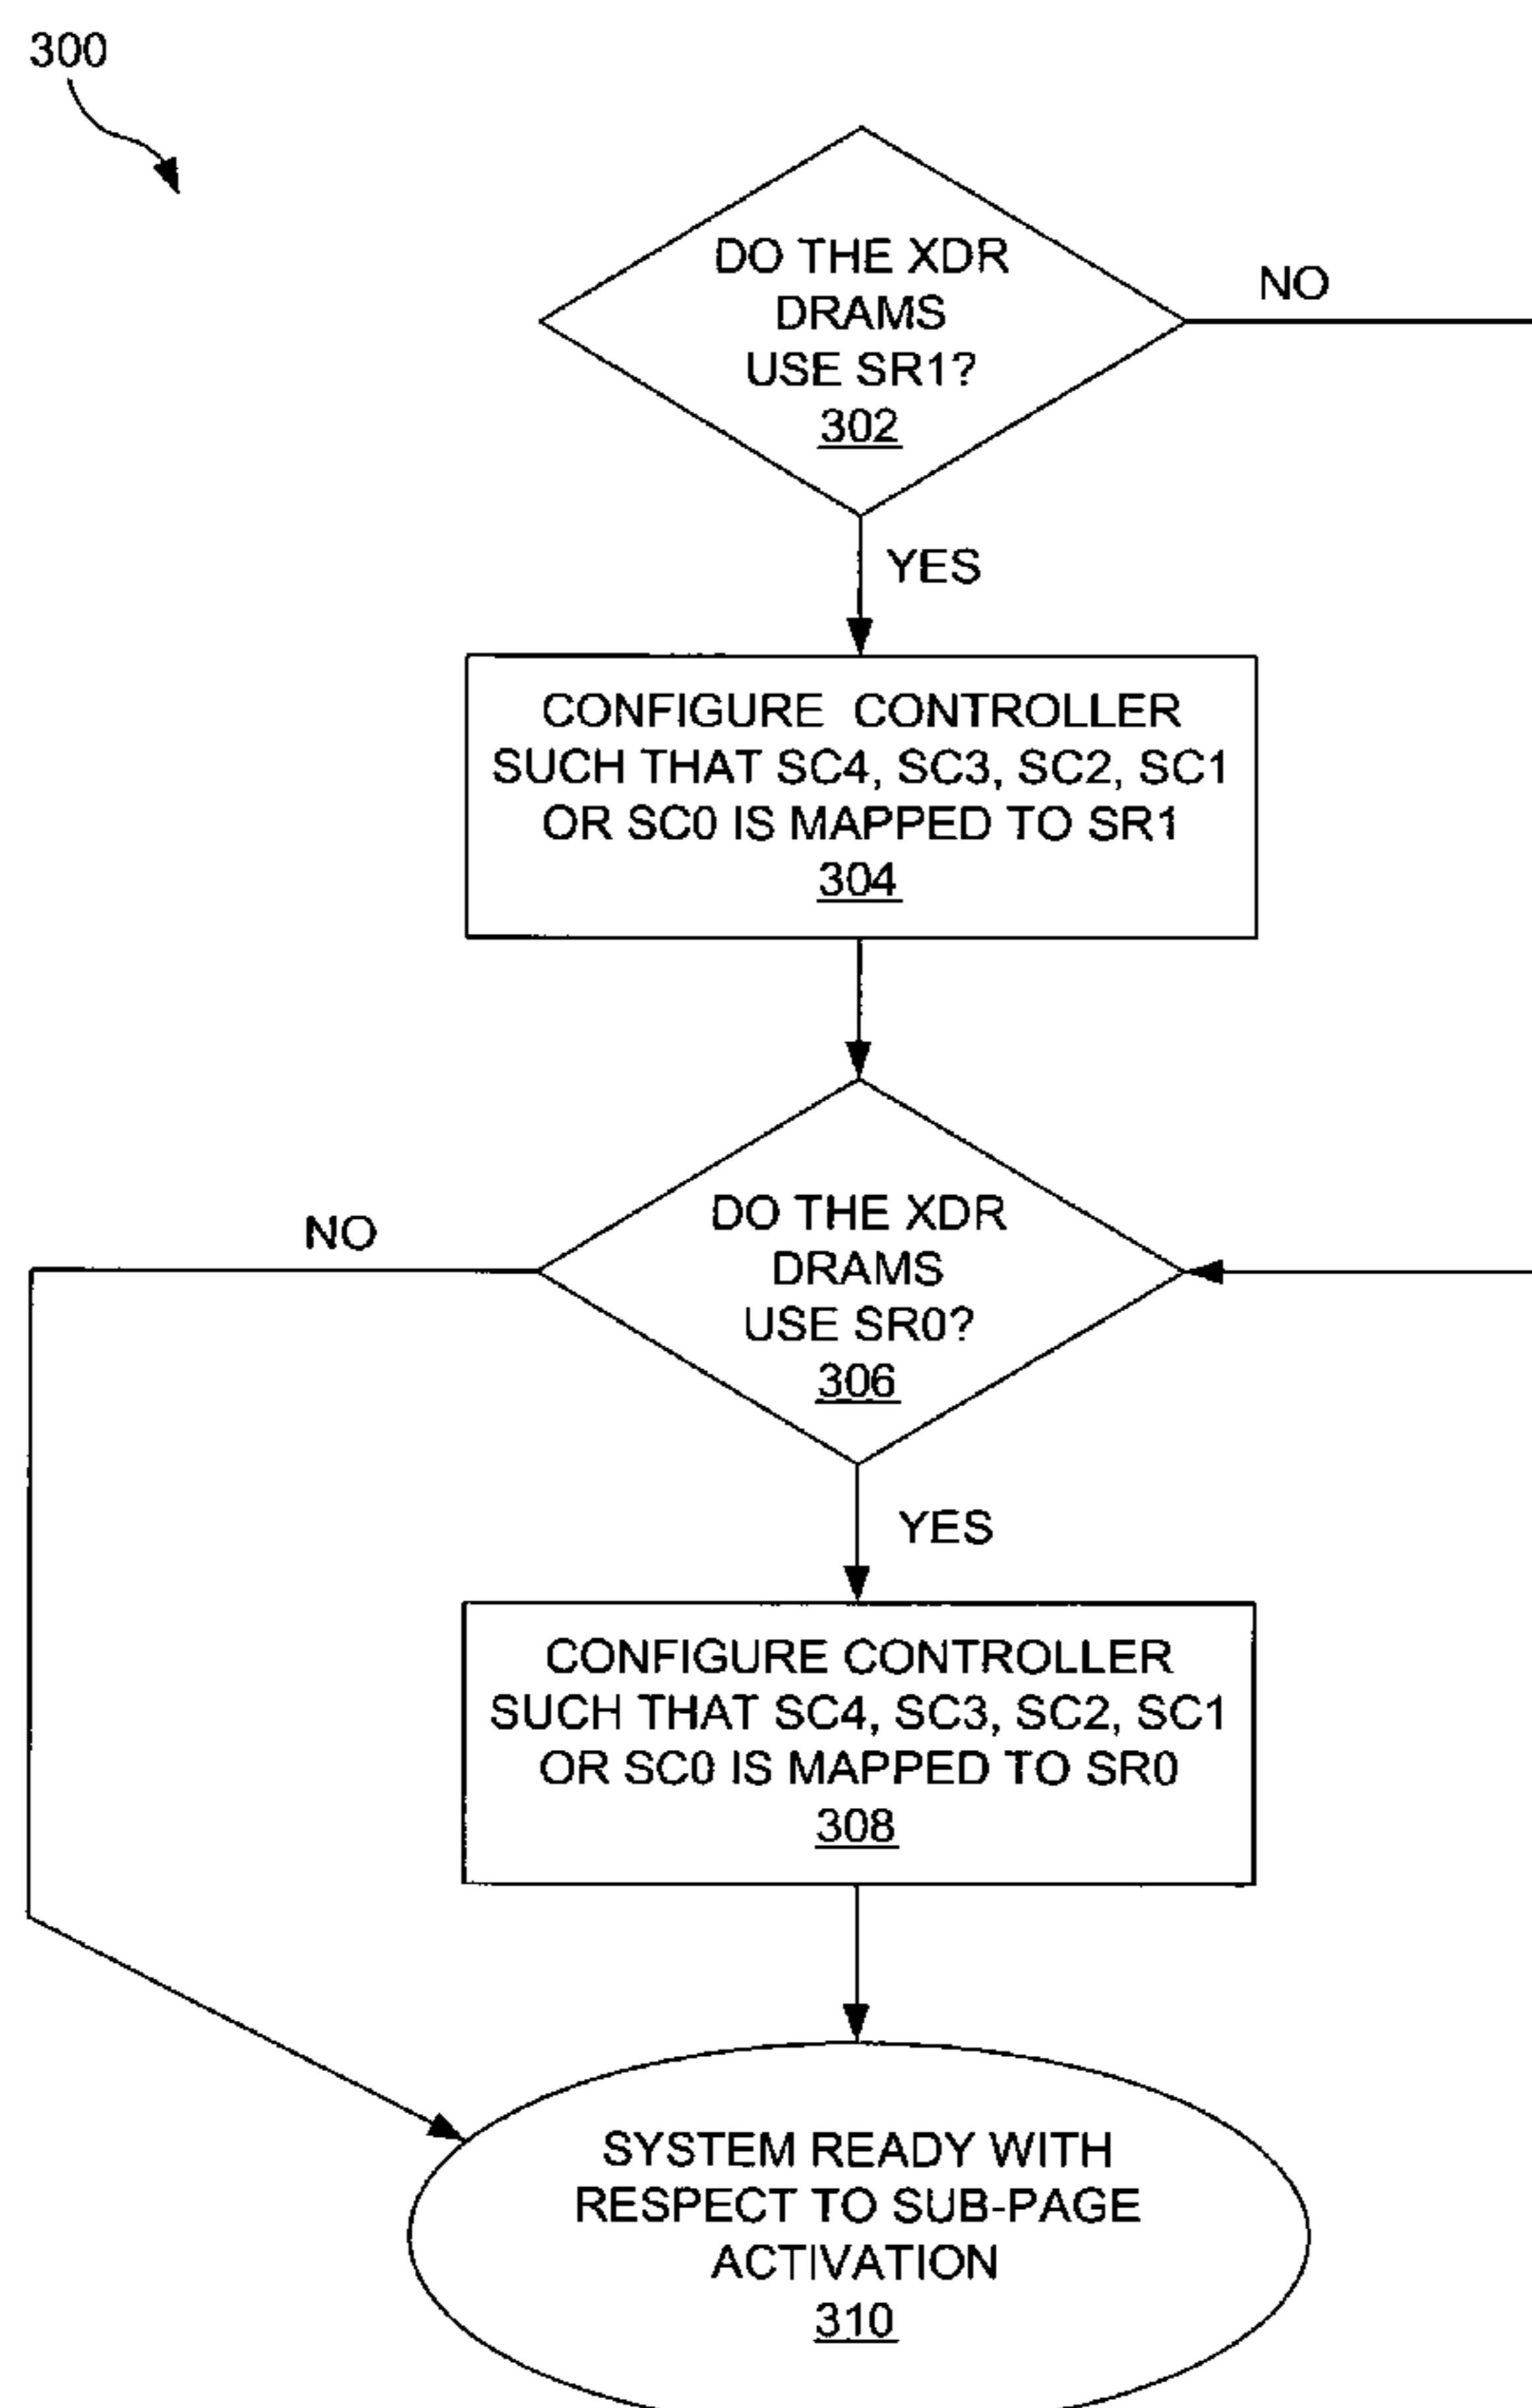 300
DO THE XDR
DRAMS
USE SR1?
302
NO
YES
CONFIGURE CONTROLLER
SUCH THAT SC4, SC3, SC2, SC1
OR SC0 IS MAPPED TO SR1
304
DO THE XDR
DRAMS
USE SR0?
306
NO
YES
CONFIGURE CONTROLLER
SUCH THAT SC4, SC3, SC2, SC1
OR SC0 IS MAPPED TO SR0
308
SYSTEM READY WITH
RESPECT TO SUB-PAGE
ACTIVATION
310